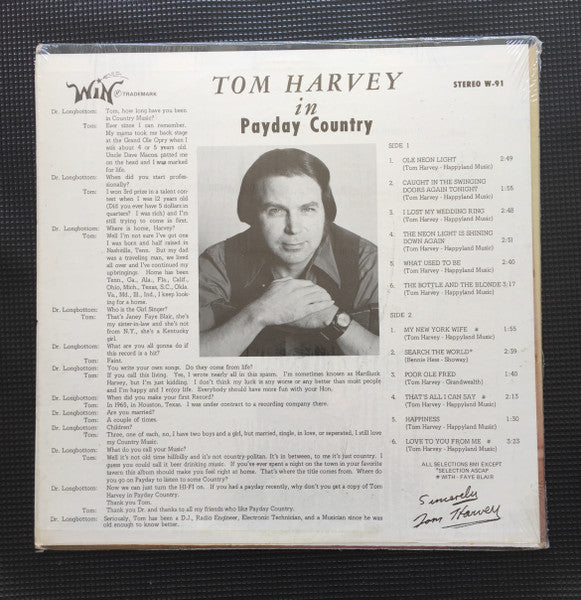 WIN © TRADEMARK
TOM HARVEY
in
Payday Country
STEREO W-91
Dr. Longbottom: Tom, how long have you been
in Country Music?
Tom: Ever since I can remember.
My mama took me back stage
at the Grand Ole Opry when I
was about 4 or 5 years old.
Uncle Dave Macon patted me
on the head and I was marked
for life.
Dr. Longbottom: When did you start profes-
sionally?
Tom: I won 3rd prize in a talent con-
test when I was 12 years old
(Did you ever have 5 dollars in
quarters? I was rich) and I'm
still trying to come in first.
Dr. Longbottom: Where is home, Harvey?
Tom: Well I'm not sure I've got one
I was born and half raised in
Nashville, Tenn. But my dad
was a traveling man, we lived
all over and I've continued my
upbringings. Home has been
Tenn., Ga., Ala., Fla., Calif.,
Ohio, Mich., Texas, S.C., Okla.
Va., Md., Ill., Ind., I keep look-
ing for a home.
Dr. Longbottom: Who is the Girl Singer?
Tom: That's Janey Faye Blair, she's
my sister-in-law and she's not
from N.Y., she's a Kentucky
girl.
Dr. Longbottom: What are you all gonna do if
this record is a hit?
Tom: Faint.
Dr. Longbottom: You write your own songs. Do they come from life?
Tom: If you call this living. Yes, I wrote nearly all in this spasm. I'm sometimes known as Hardluck
Harvey, but I'm just kidding. I don't think my luck is any worse or any better than most people
and I'm happy and I enjoy life. Everybody should have more fun with Our Hon.
Dr. Longbottom: When did you make your first Record?
Tom: In 1960, in Houston, Texas. I was under contract to a recording company there.
Dr. Longbottom: Are you married?
Tom: A couple of times.
Dr. Longbottom: Children?
Tom: Three, one of each, no, I have two boys and a girl, but married, single, in love, or seperated, I still love
my Country Music.
Dr. Longbottom: What do you call your Music?
Tom: Well it's not old time hillbilly and it's not country-politan. It's in between, to me it's just country. I
guess you could call it beer drinking music. If you've ever spent a night on the town in your favorite
tavern this album should make you feel right at home. That's where the title comes from. Where do
you go on Payday to listen to some Country?
Dr. Longbottom: Now we can just turn the HI-FI on. If you had a payday recently, why don't you get a copy of Tom
Harvey in Payday Country.
Thank you Tom.
Tom: Thank you Dr. and thanks to all my friends who like Payday Country.
Dr. Longbottom: Seriously, Tom has been a D.J., Radio Engineer, Electronic Technician, and a Musician since he was
old enough to know better.
SIDE 1
1. OLE NEON LIGHT 2:49
(Tom Harvey - Happyland Music)
2. CAUGHT IN THE SWINGING
DOORS AGAIN TONIGHT 1:55
(Tom Harvey - Happyland Music)
3. I LOST MY WEDDING RING 2:48
(Tom Harvey - Happyland Music)
4. THE NEON LIGHT IS SHINING
DOWN AGAIN 2:51
(Tom Harvey - Happyland Music)
5. WHAT USED TO BE 2:40
(Tom Harvey - Happyland Music)
6. THE BOTTLE AND THE BLONDE 3:17
(Tom Harvey - Happyland Music)
SIDE 2
1. MY NEW YORK WIFE # 1:55
(Tom Harvey - Happyland Music)
2. SEARCH THE WORLD* 2:39
(Bennie Hess - Showay)
3. POOR OLE FRED 1:40
(Tom Harvey - Grandwealth)
4. THAT'S ALL I CAN SAY # 2:13
(Tom Harvey - Happyland Music)
5. HAPPINESS 1:30
(Tom Harvey - Happyland Music)
6. LOVE TO YOU FROM ME # 3:23
(Tom Harvey - Happyland Music)
ALL SELECTIONS BMI EXCEPT
*SELECTION ASCAP
# WITH - FAYE BLAIR
Sincerely
Tom Harvey